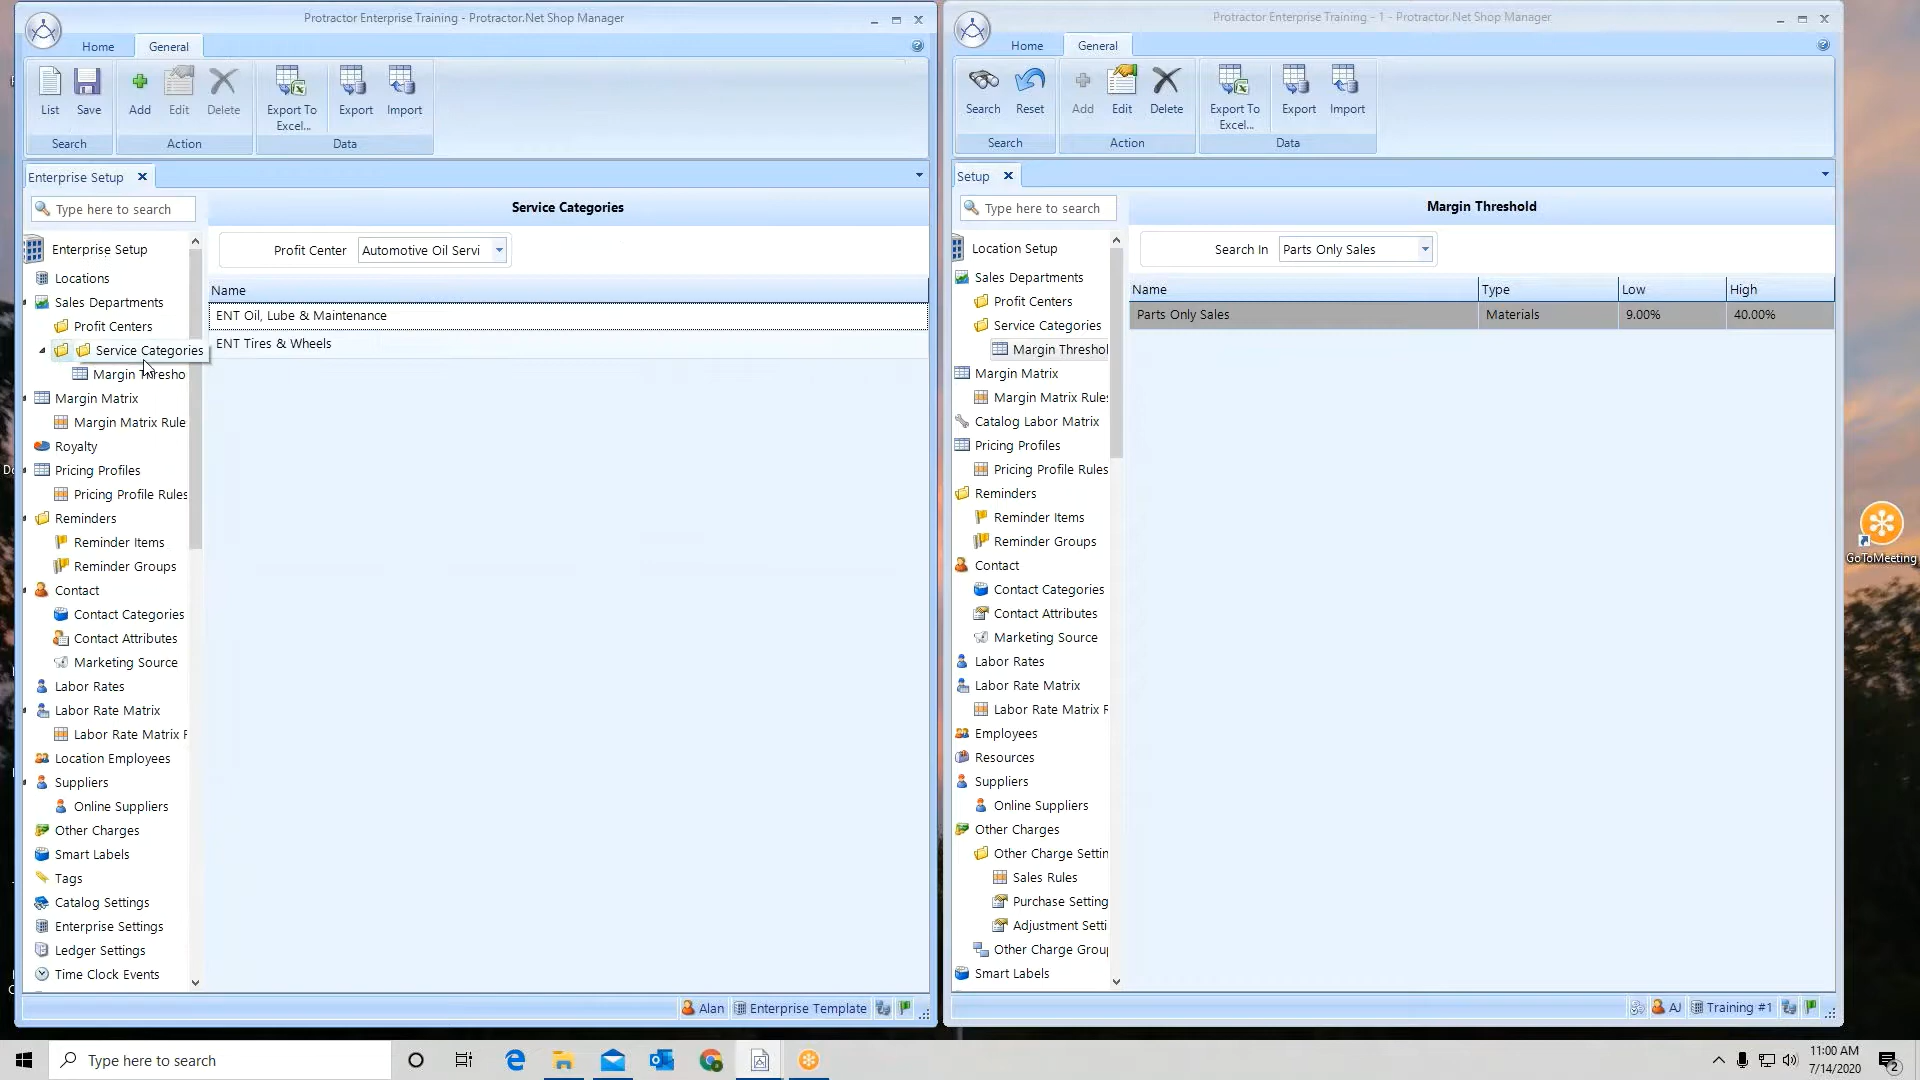 Protractor Enterprise Training - Protractor.Net Shop Manager
Home
General
List
Save
Add
Edit
Delete
Export To
Excel...
Export
Import
Search
Action
Data
Enterprise Setup
Type here to search
Enterprise Setup
Locations
Sales Departments
Profit Centers
Service Categories
Margin Thresho
Margin Matrix
Margin Matrix Rule
Royalty
Pricing Profiles
Pricing Profile Rules
Reminders
Reminder Items
Reminder Groups
Contact
Contact Categories
Contact Attributes
Marketing Source
Labor Rates
Labor Rate Matrix
Labor Rate Matrix F
Location Employees
Suppliers
Online Suppliers
Other Charges
Smart Labels
Tags
Catalog Settings
Enterprise Settings
Ledger Settings
Time Clock Events
Service Categories
Profit Center
Automotive Oil Servi
Name
ENT Oil, Lube & Maintenance
ENT Tires & Wheels
Alan
Enterprise Template
Protractor Enterprise Training - 1 - Protractor.Net Shop Manager
Home
General
Search
Reset
Add
Edit
Delete
Export To
Excel...
Export
Import
Search
Action
Data
Setup
Type here to search
Location Setup
Sales Departments
Profit Centers
Service Categories
Margin Threshol
Margin Matrix
Margin Matrix Rule
Catalog Labor Matrix
Pricing Profiles
Pricing Profile Rules
Reminders
Reminder Items
Reminder Groups
Contact
Contact Categories
Contact Attributes
Marketing Source
Labor Rates
Labor Rate Matrix
Labor Rate Matrix F
Employees
Resources
Suppliers
Online Suppliers
Other Charges
Other Charge Settin
Sales Rules
Purchase Setting
Adjustment Setti
Other Charge Grou
Smart Labels
Margin Threshold
Search In
Parts Only Sales
Name Type Low High
Parts Only Sales Materials 9.00% 40.00%
AJ
Training #1
GoToMeeting
Type here to search
11:00 AM
7/14/2020
2